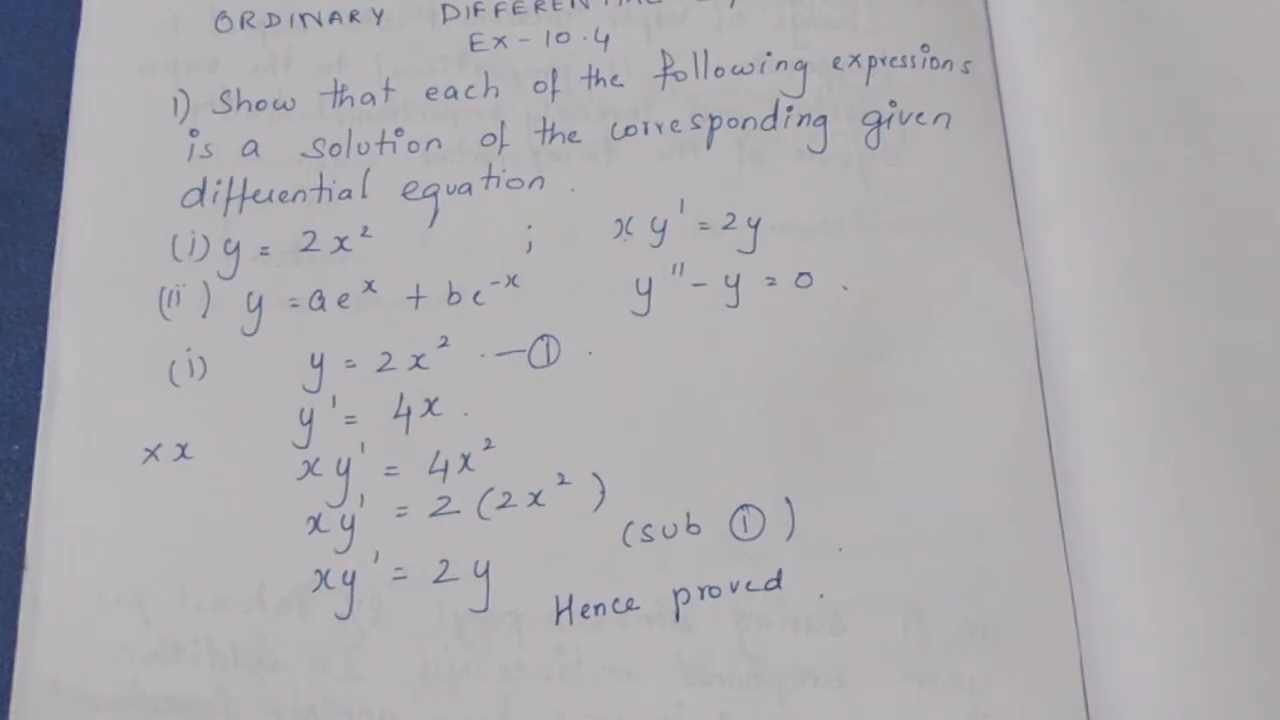 ORDINARY
Ex-10.4
1) Show that each of the following expressions
is a solution of the corresponding given
differential equation.
(i) y = 2x² ; xy' = 2y
(ii) y = ae^x + be^-x y'' - y = 0.
(i) y = 2x² - ①
y' = 4x.
×x xy' = 4x²
xy' = 2(2x²)
(sub ①)
xy' = 2y
Hence proved.